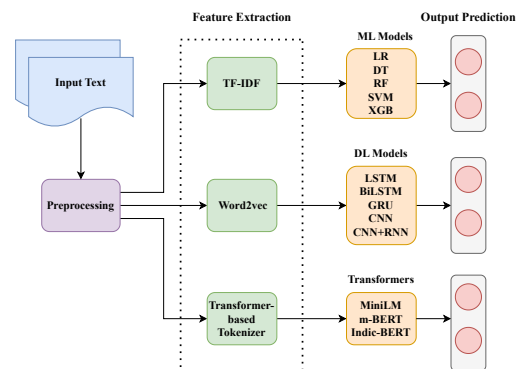 Feature Extraction
Output Prediction
ML Models
Input Text
TF-IDF
LR
DT
RF
SVM
XGB
DL Models
Preprocessing
Word2vec
LSTM
BiLSTM
GRU
CNN
CNN+RNN
Transformers
Transformer-
based
Tokenizer
MiniLM
m-BERT
Indic-BERT